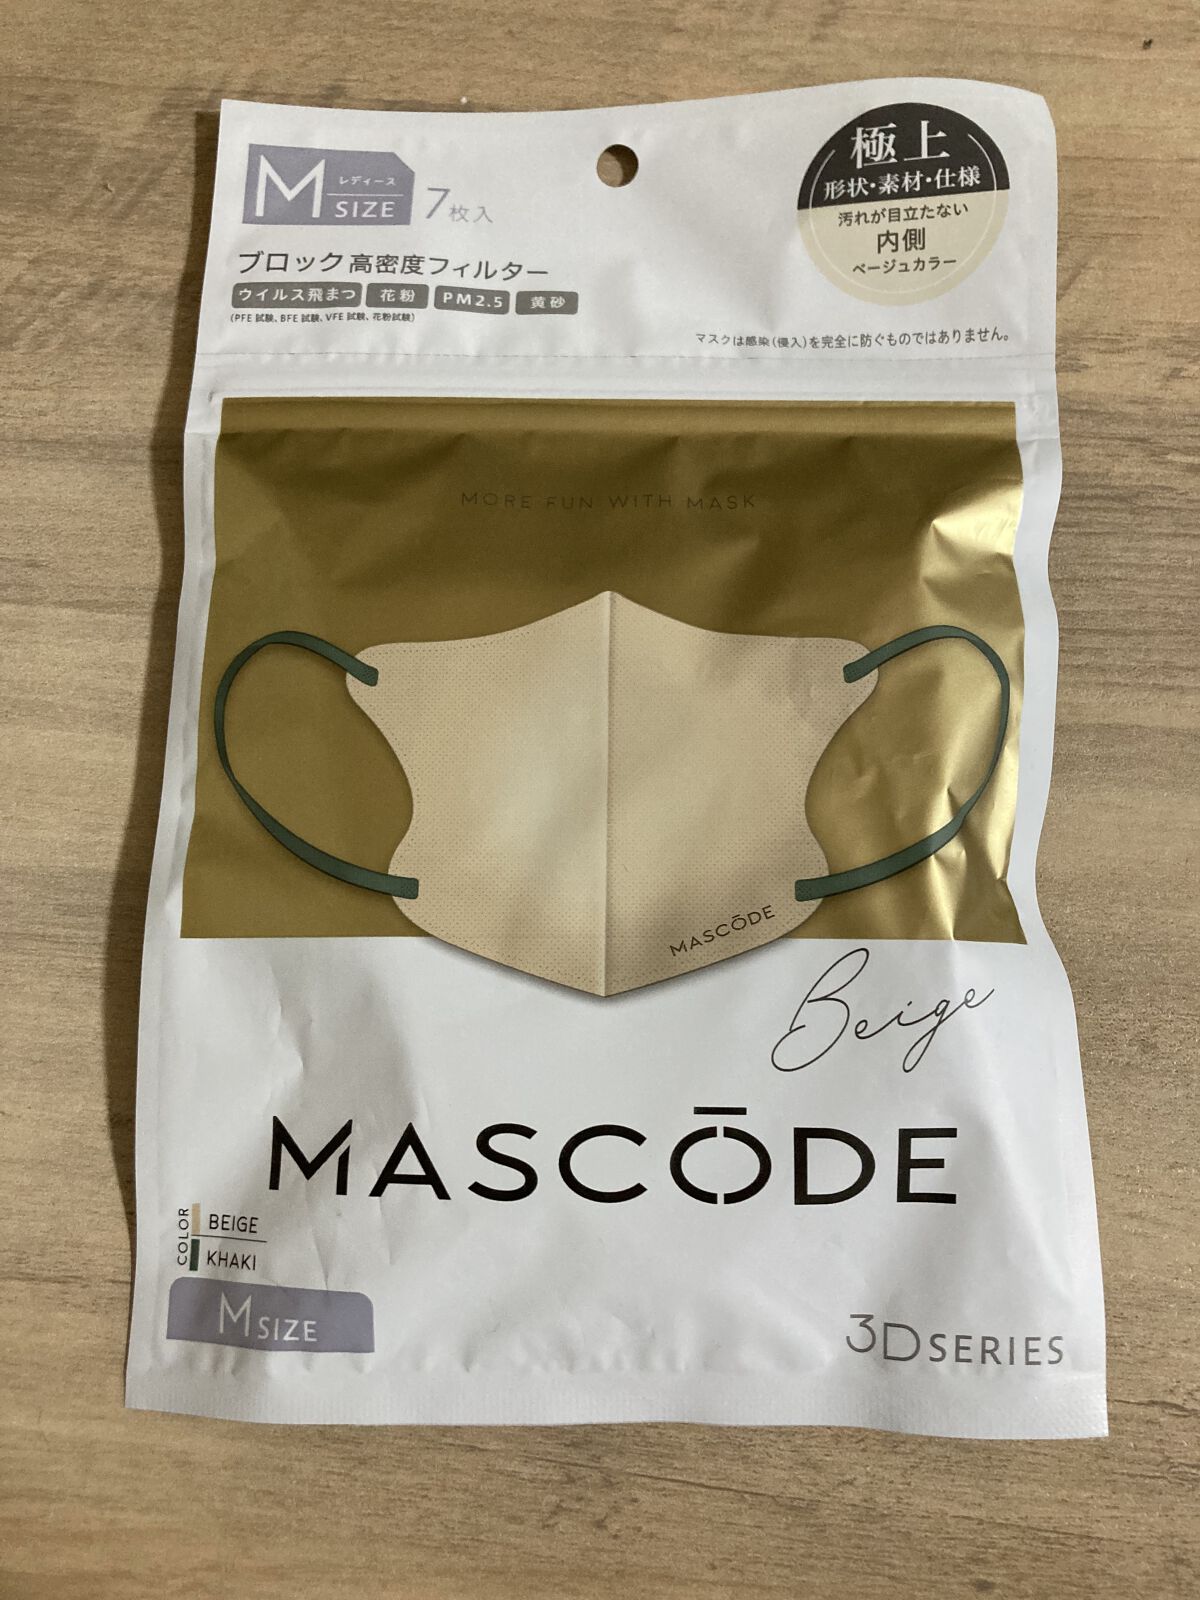 M レディース SIZE 7枚入
極上
形状・素材・仕様
汚れが目立たない
内側
ベージュカラー
ブロック高密度フィルター
ウイルス飛まつ 花粉 PM2.5 黄砂
(PFE試験、BFE試験、VFE試験、花粉試験)
マスクは感染(侵入)を完全に防ぐものではありません。
MORE FUN WITH MASK
MASCŌDE
Beige
MASCŌDE
COLOR
BEIGE
KHAKI
M SIZE
3D SERIES